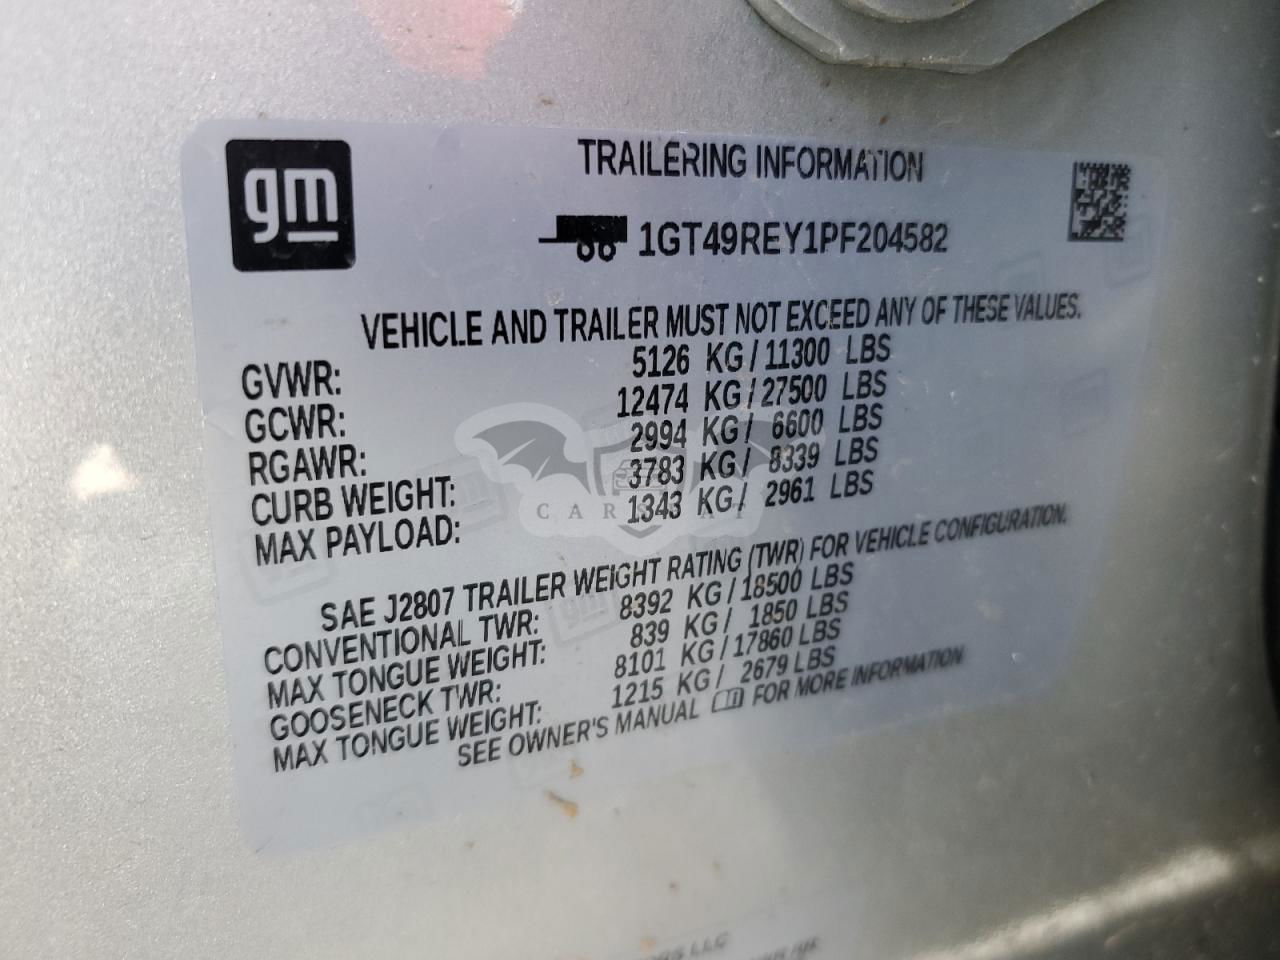 gm
TRAILERING INFORMATION
1GT49REY1PF204582
VEHICLE AND TRAILER MUST NOT EXCEED ANY OF THESE VALUES.
GVWR: 5126 KG/11300 LBS
GCWR: 12474 KG/27500 LBS
RGAWR: 2994 KG/ 6600 LBS
CURB WEIGHT: 3783 KG/ 8339 LBS
MAX PAYLOAD: 1343 KG/ 2961 LBS
SAE J2807 TRAILER WEIGHT RATING (TWR) FOR VEHICLE CONFIGURATION.
CONVENTIONAL TWR: 8392 KG/18500 LBS
MAX TONGUE WEIGHT: 839 KG/ 1850 LBS
GOOSENECK TWR: 8101 KG/17860 LBS
MAX TONGUE WEIGHT: 1215 KG/ 2679 LBS
SEE OWNER'S MANUAL FOR MORE INFORMATION
LLC